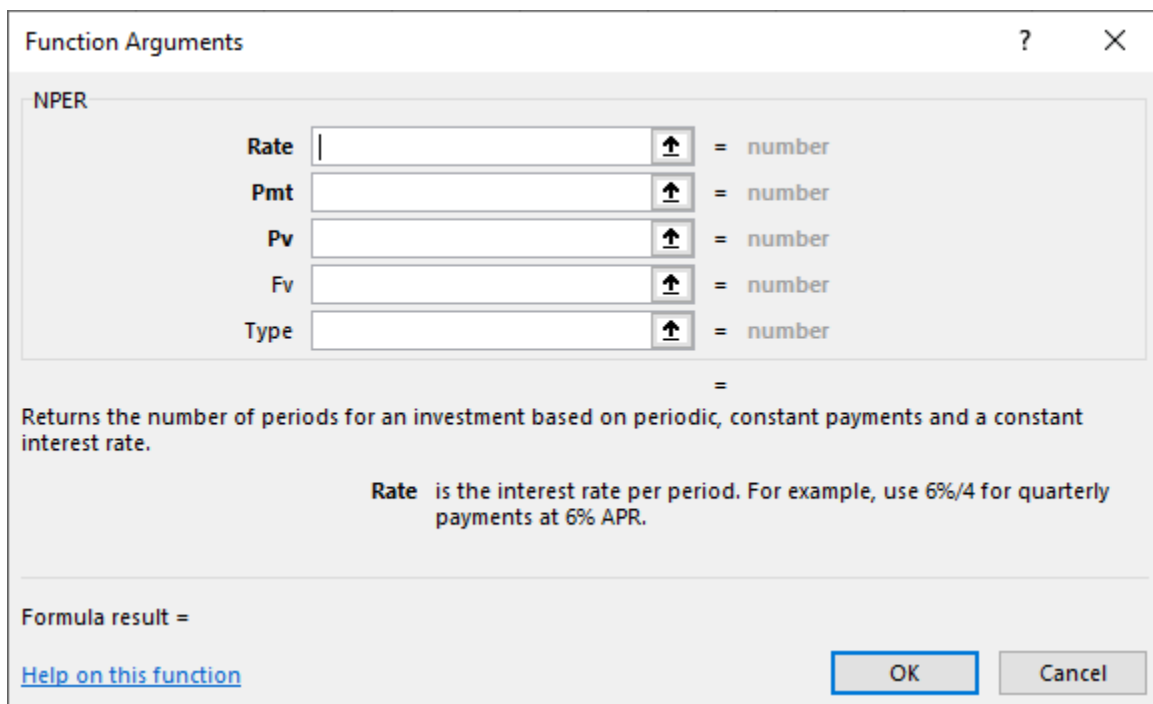 Function Arguments ?
NPER
Rate = number
Pmt = number
Pv = number
Fv = number
Type = number
=
Returns the number of periods for an investment based on periodic, constant payments and a constant
interest rate.
Rate is the interest rate per period. For example, use 6%/4 for quarterly
payments at 6% APR.
Formula result =
Help on this function OK Cancel